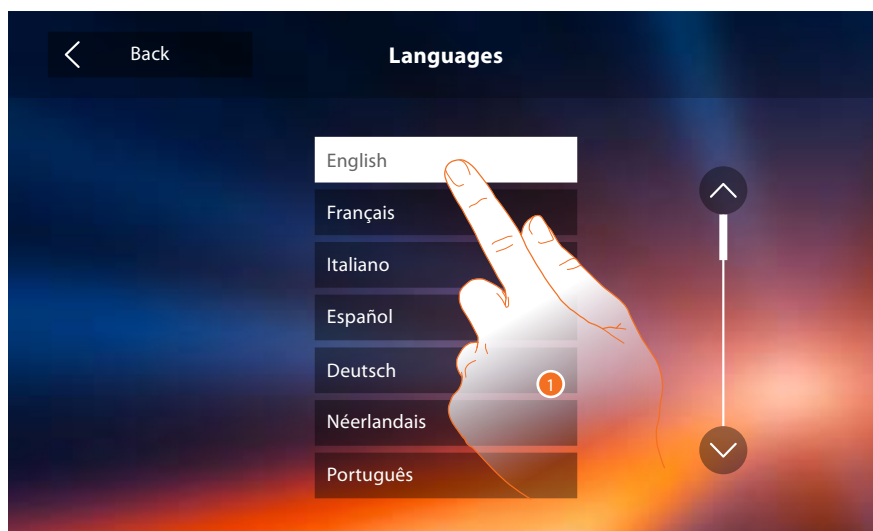 Back
Languages
English
Français
Italiano
Español
Deutsch
1
Néerlandais
Português